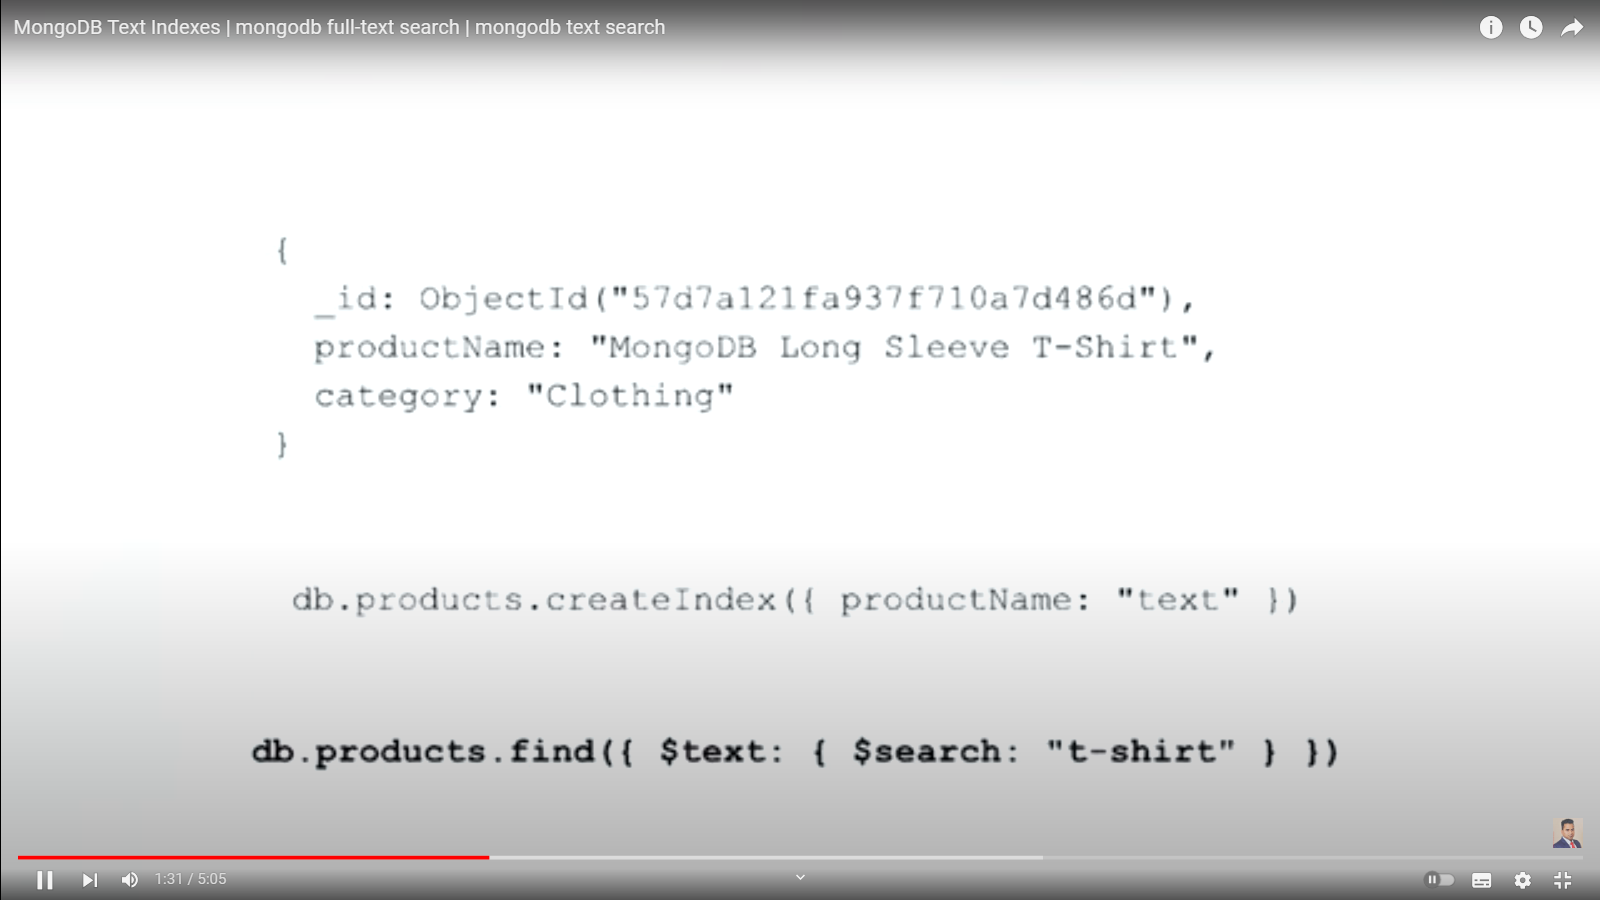 MongoDB Text Indexes | mongodb full-text search | mongodb text search
{
_id: ObjectId("57d7a121fa937f710a7d486d"),
productName: "MongoDB Long Sleeve T-Shirt",
category: "Clothing"
}
db.products.createIndex({ productName: "text" })
db.products.find({ $text: { $search: "t-shirt" } })
1:31 / 5:05